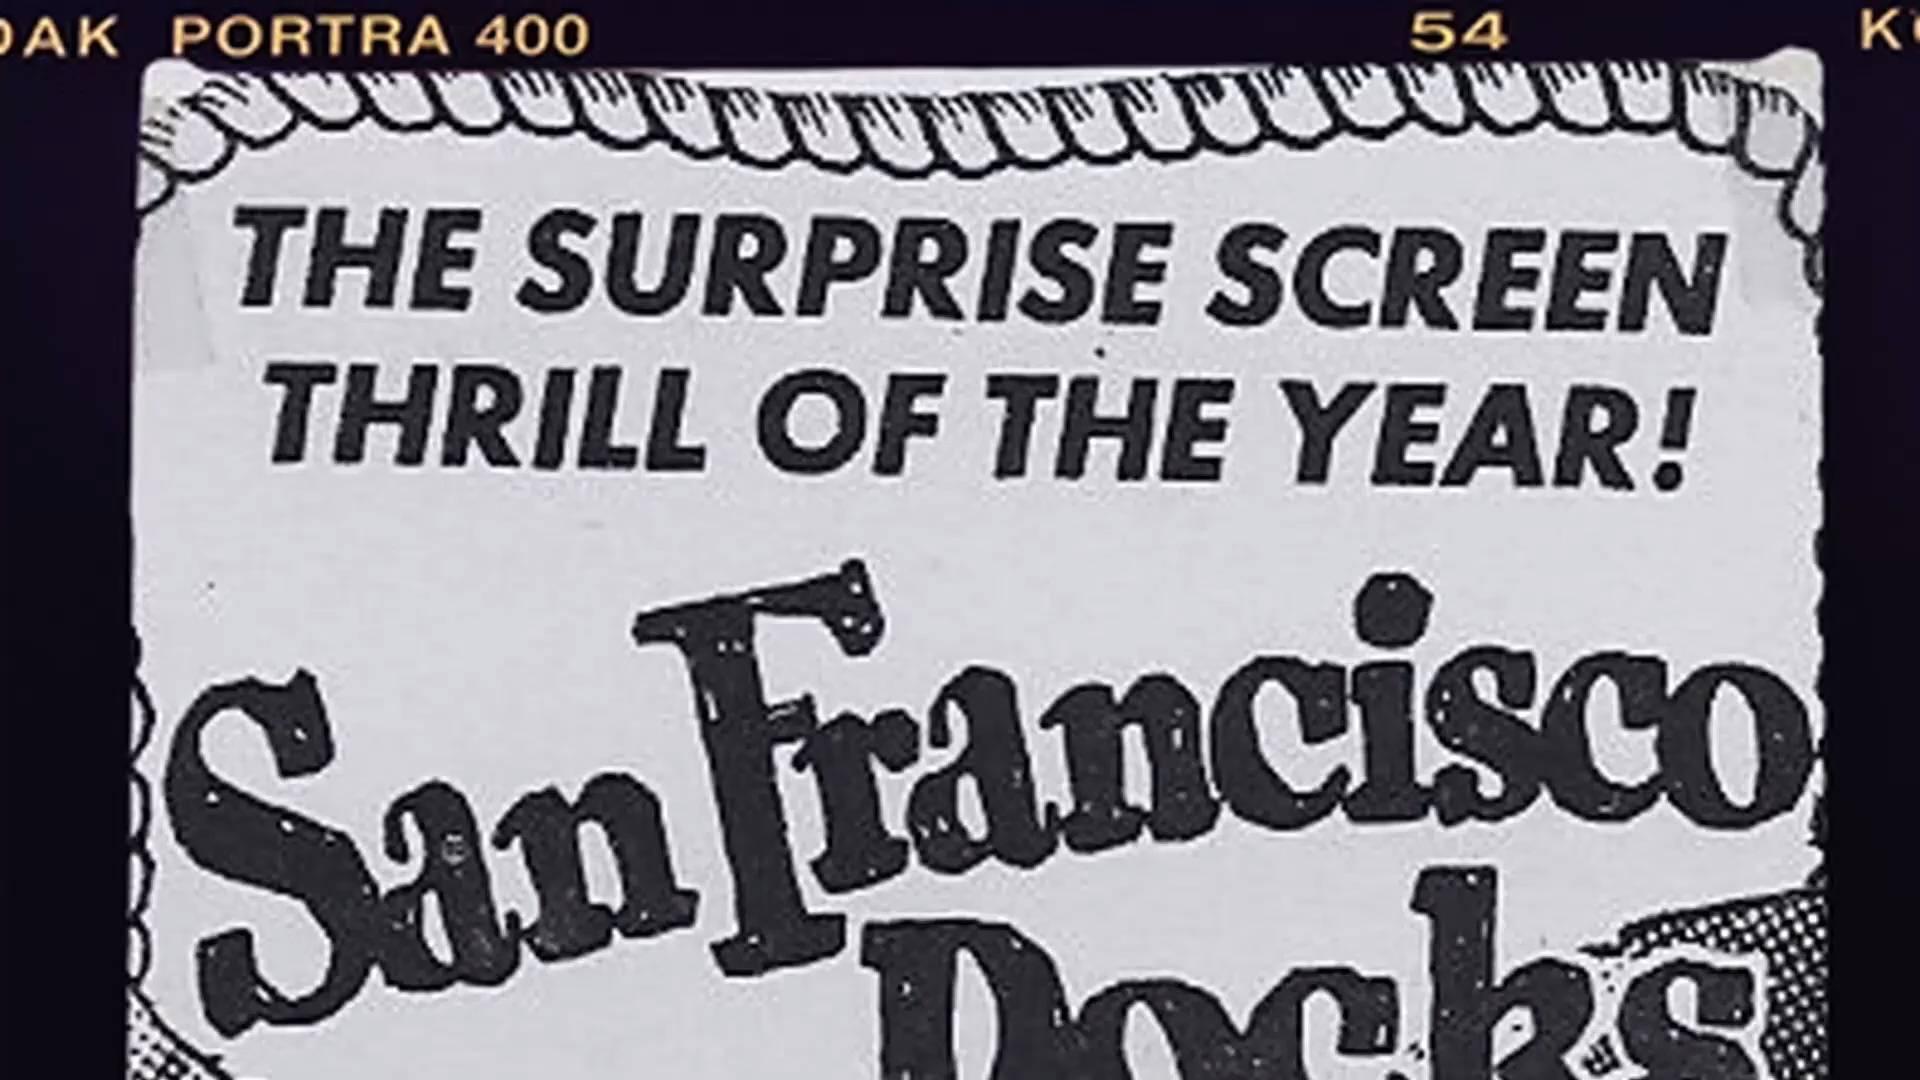 DAK PORTRA 400 54 K
THE SURPRISE SCREEN
THRILL OF THE YEAR!
San Francisco
Docks